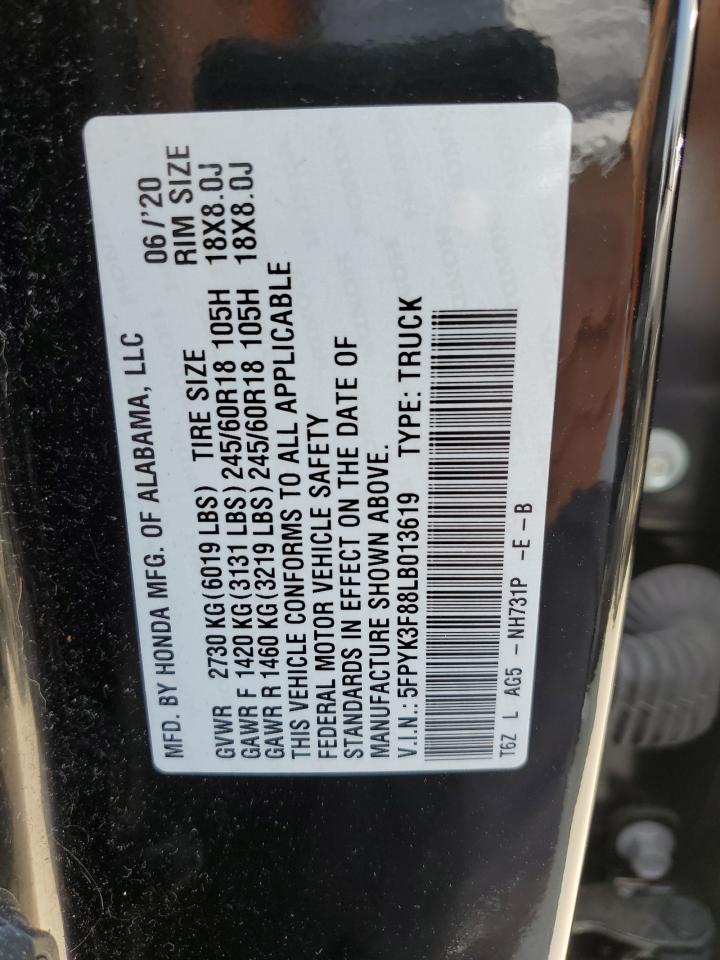 MFD. BY HONDA MFG. OF ALABAMA, LLC 06/'20
RIM SIZE
GVWR 2730 KG(6019 LBS) TIRE SIZE
GAWR F 1420 KG(3131 LBS) 245/60R18 105H 18X8.0J
GAWR R 1460 KG(3219 LBS) 245/60R18 105H 18X8.0J
THIS VEHICLE CONFORMS TO ALL APPLICABLE
FEDERAL MOTOR VEHICLE SAFETY
STANDARDS IN EFFECT ON THE DATE OF
MANUFACTURE SHOWN ABOVE.
V.I.N.: 5FPYK3F88LB013619 TYPE: TRUCK
T6Z L AG5 -NH731P -E -B